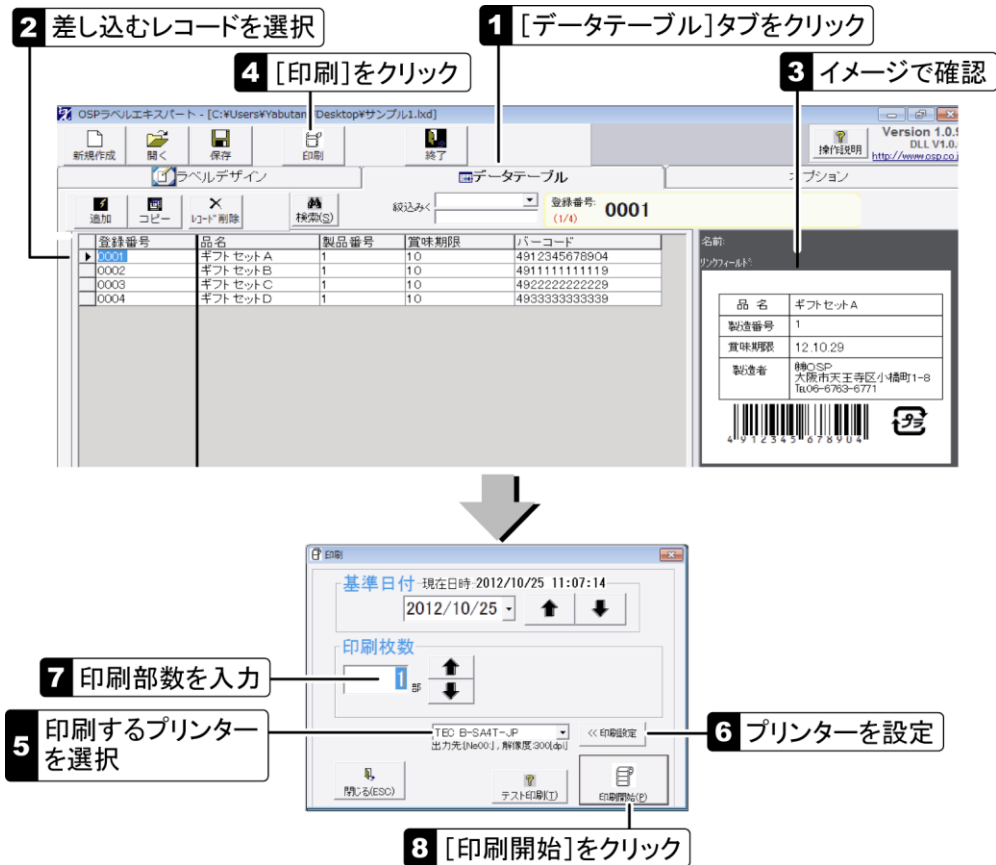 2 差し込むレコードを選択
1 [データテーブル]タブをクリック
4 [印刷]をクリック
3 イメージで確認
OSPラベルエキスパート - [C:¥Users¥Yabutan Desktop¥サンプル1.lxd]
新規作成 開く 保存 印刷 終了 操作説明
Version 1.0.9
DLL V1.0.
http://www.osp.co.j
ラベルデザイン データテーブル オプション
追加 コピー ﾚｺｰﾄﾞ削除 検索(S) 絞込みく 登録番号: (1/4) 0001
登録番号 品名 製品番号 賞味期限 バーコード
0001 ギフトセットA 1 10 4912345678904
0002 ギフトセットB 1 10 4911111111119
0003 ギフトセットC 1 10 4922222222229
0004 ギフトセットD 1 10 4933333333339
名前:
ﾘﾝｸﾌｨｰﾙﾄﾞ:
品 名 ギフトセットA
製造番号 1
賞味期限 12.10.29
製造者 ㈱OSP
大阪市天王寺区小橋町1-8
℡06-6763-6771
4912345678904
プラ
印刷
基準日付 現在日時:2012/10/25 11:07:14
2012/10/25
印刷枚数
1 部
7 印刷部数を入力
5 印刷するプリンター
を選択
TEC B-SA4T-JP
<< 印刷設定
出力先:[Ne00:] , 解像度:300[dpi]
6 プリンターを設定
閉じる(ESC) テスト印刷(T) 印刷開始(P)
8 [印刷開始]をクリック